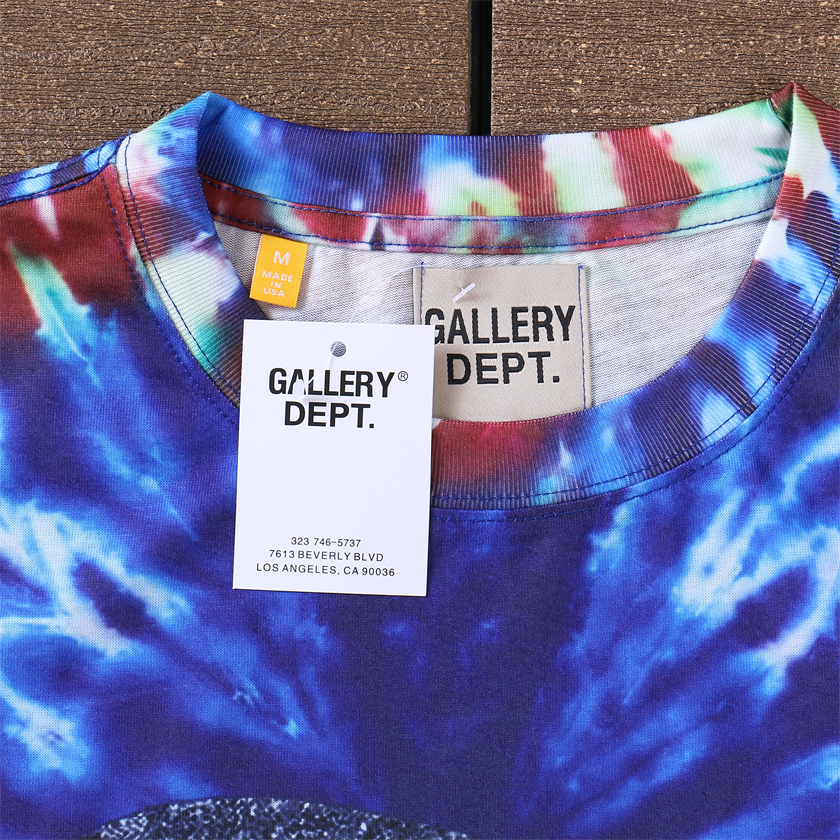 M
MADE
IN
USA
GALLERY
DEPT.
GALLERY®
DEPT.
323 746-5737
7613 BEVERLY BLVD
LOS ANGELES, CA 90036